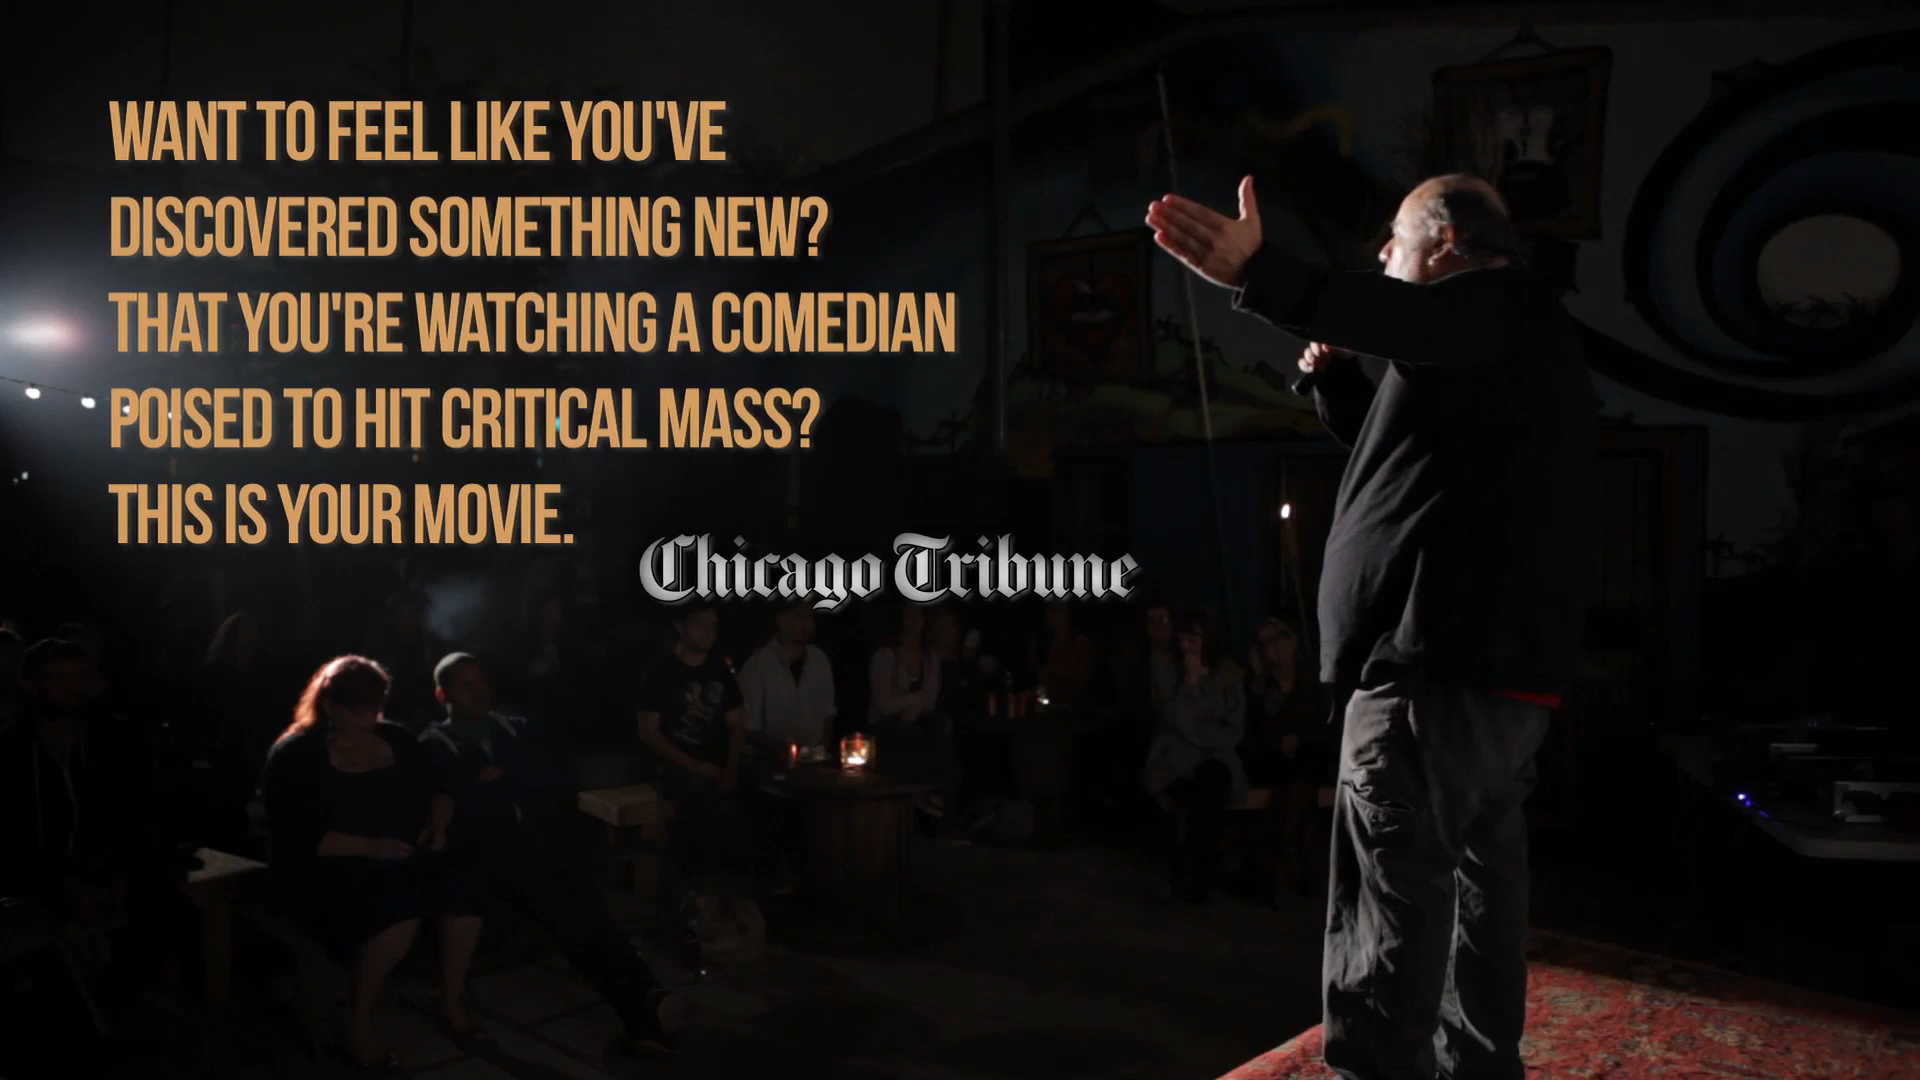 WANT TO FEEL LIKE YOU'VE
DISCOVERED SOMETHING NEW?
THAT YOU'RE WATCHING A COMEDIAN
POISED TO HIT CRITICAL MASS?
THIS IS YOUR MOVIE.
Chicago Tribune